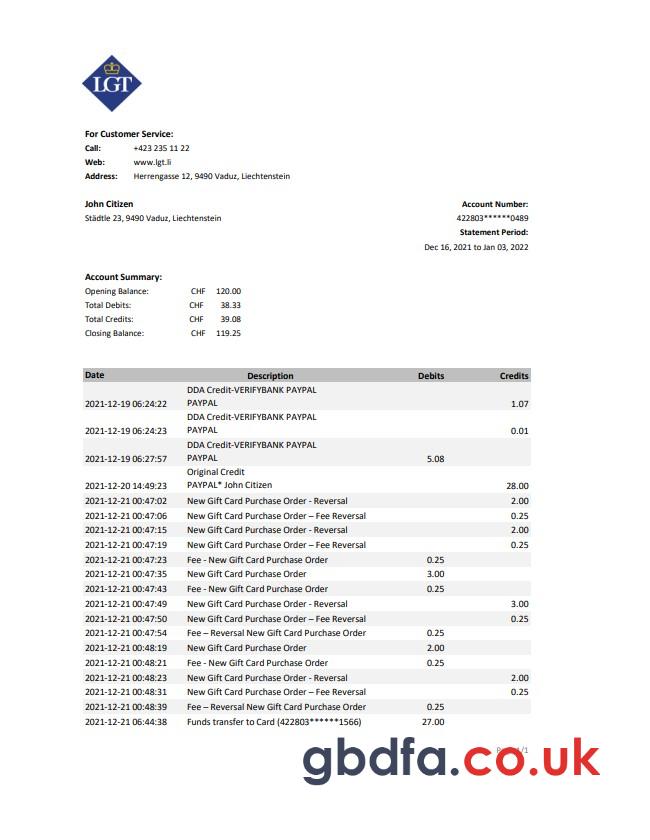 LGT
For Customer Service:
Call: +423 235 11 22
Web: www.lgt.li
Address: Herrengasse 12, 9490 Vaduz, Liechtenstein
John Citizen Account Number:
Städtle 23, 9490 Vaduz, Liechtenstein 422803******0489
Statement Period:
Dec 16, 2021 to Jan 03, 2022
Account Summary:
Opening Balance: CHF 120.00
Total Debits: CHF 38.33
Total Credits: CHF 39.08
Closing Balance: CHF 119.25
Date Description Debits Credits
DDA Credit-VERIFYBANK PAYPAL
2021-12-19 06:24:22 PAYPAL 1.07
DDA Credit-VERIFYBANK PAYPAL
2021-12-19 06:24:23 PAYPAL 0.01
DDA Credit-VERIFYBANK PAYPAL
2021-12-19 06:27:57 PAYPAL 5.08
Original Credit
2021-12-20 14:49:23 PAYPAL* John Citizen 28.00
2021-12-21 00:47:02 New Gift Card Purchase Order - Reversal 2.00
2021-12-21 00:47:06 New Gift Card Purchase Order – Fee Reversal 0.25
2021-12-21 00:47:15 New Gift Card Purchase Order - Reversal 2.00
2021-12-21 00:47:19 New Gift Card Purchase Order – Fee Reversal 0.25
2021-12-21 00:47:23 Fee - New Gift Card Purchase Order 0.25
2021-12-21 00:47:35 New Gift Card Purchase Order 3.00
2021-12-21 00:47:43 Fee - New Gift Card Purchase Order 0.25
2021-12-21 00:47:49 New Gift Card Purchase Order - Reversal 3.00
2021-12-21 00:47:50 New Gift Card Purchase Order – Fee Reversal 0.25
2021-12-21 00:47:54 Fee – Reversal New Gift Card Purchase Order 0.25
2021-12-21 00:48:19 New Gift Card Purchase Order 2.00
2021-12-21 00:48:21 Fee - New Gift Card Purchase Order 0.25
2021-12-21 00:48:23 New Gift Card Purchase Order - Reversal 2.00
2021-12-21 00:48:31 New Gift Card Purchase Order – Fee Reversal 0.25
2021-12-21 00:48:39 Fee – Reversal New Gift Card Purchase Order 0.25
2021-12-21 06:44:38 Funds transfer to Card (422803******1566) 27.00
gbdfa.co.uk